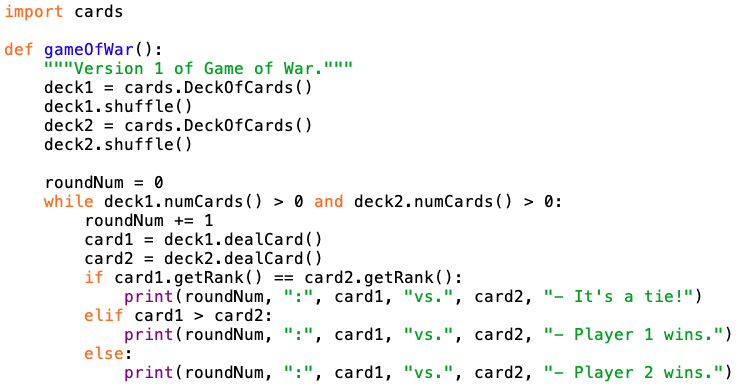 import cards

def gameOfWar():
    """Version 1 of Game of War."""
    deck1 = cards.DeckOfCards()
    deck1.shuffle()
    deck2 = cards.DeckOfCards()
    deck2.shuffle()

    roundNum = 0
    while deck1.numCards() > 0 and deck2.numCards() > 0:
        roundNum += 1
        card1 = deck1.dealCard()
        card2 = deck2.dealCard()
        if card1.getRank() == card2.getRank():
            print(roundNum, ":", card1, "vs.", card2, "- It's a tie!")
        elif card1 > card2:
            print(roundNum, ":", card1, "vs.", card2, "- Player 1 wins.")
        else:
            print(roundNum, ":", card1, "vs.", card2, "- Player 2 wins.")